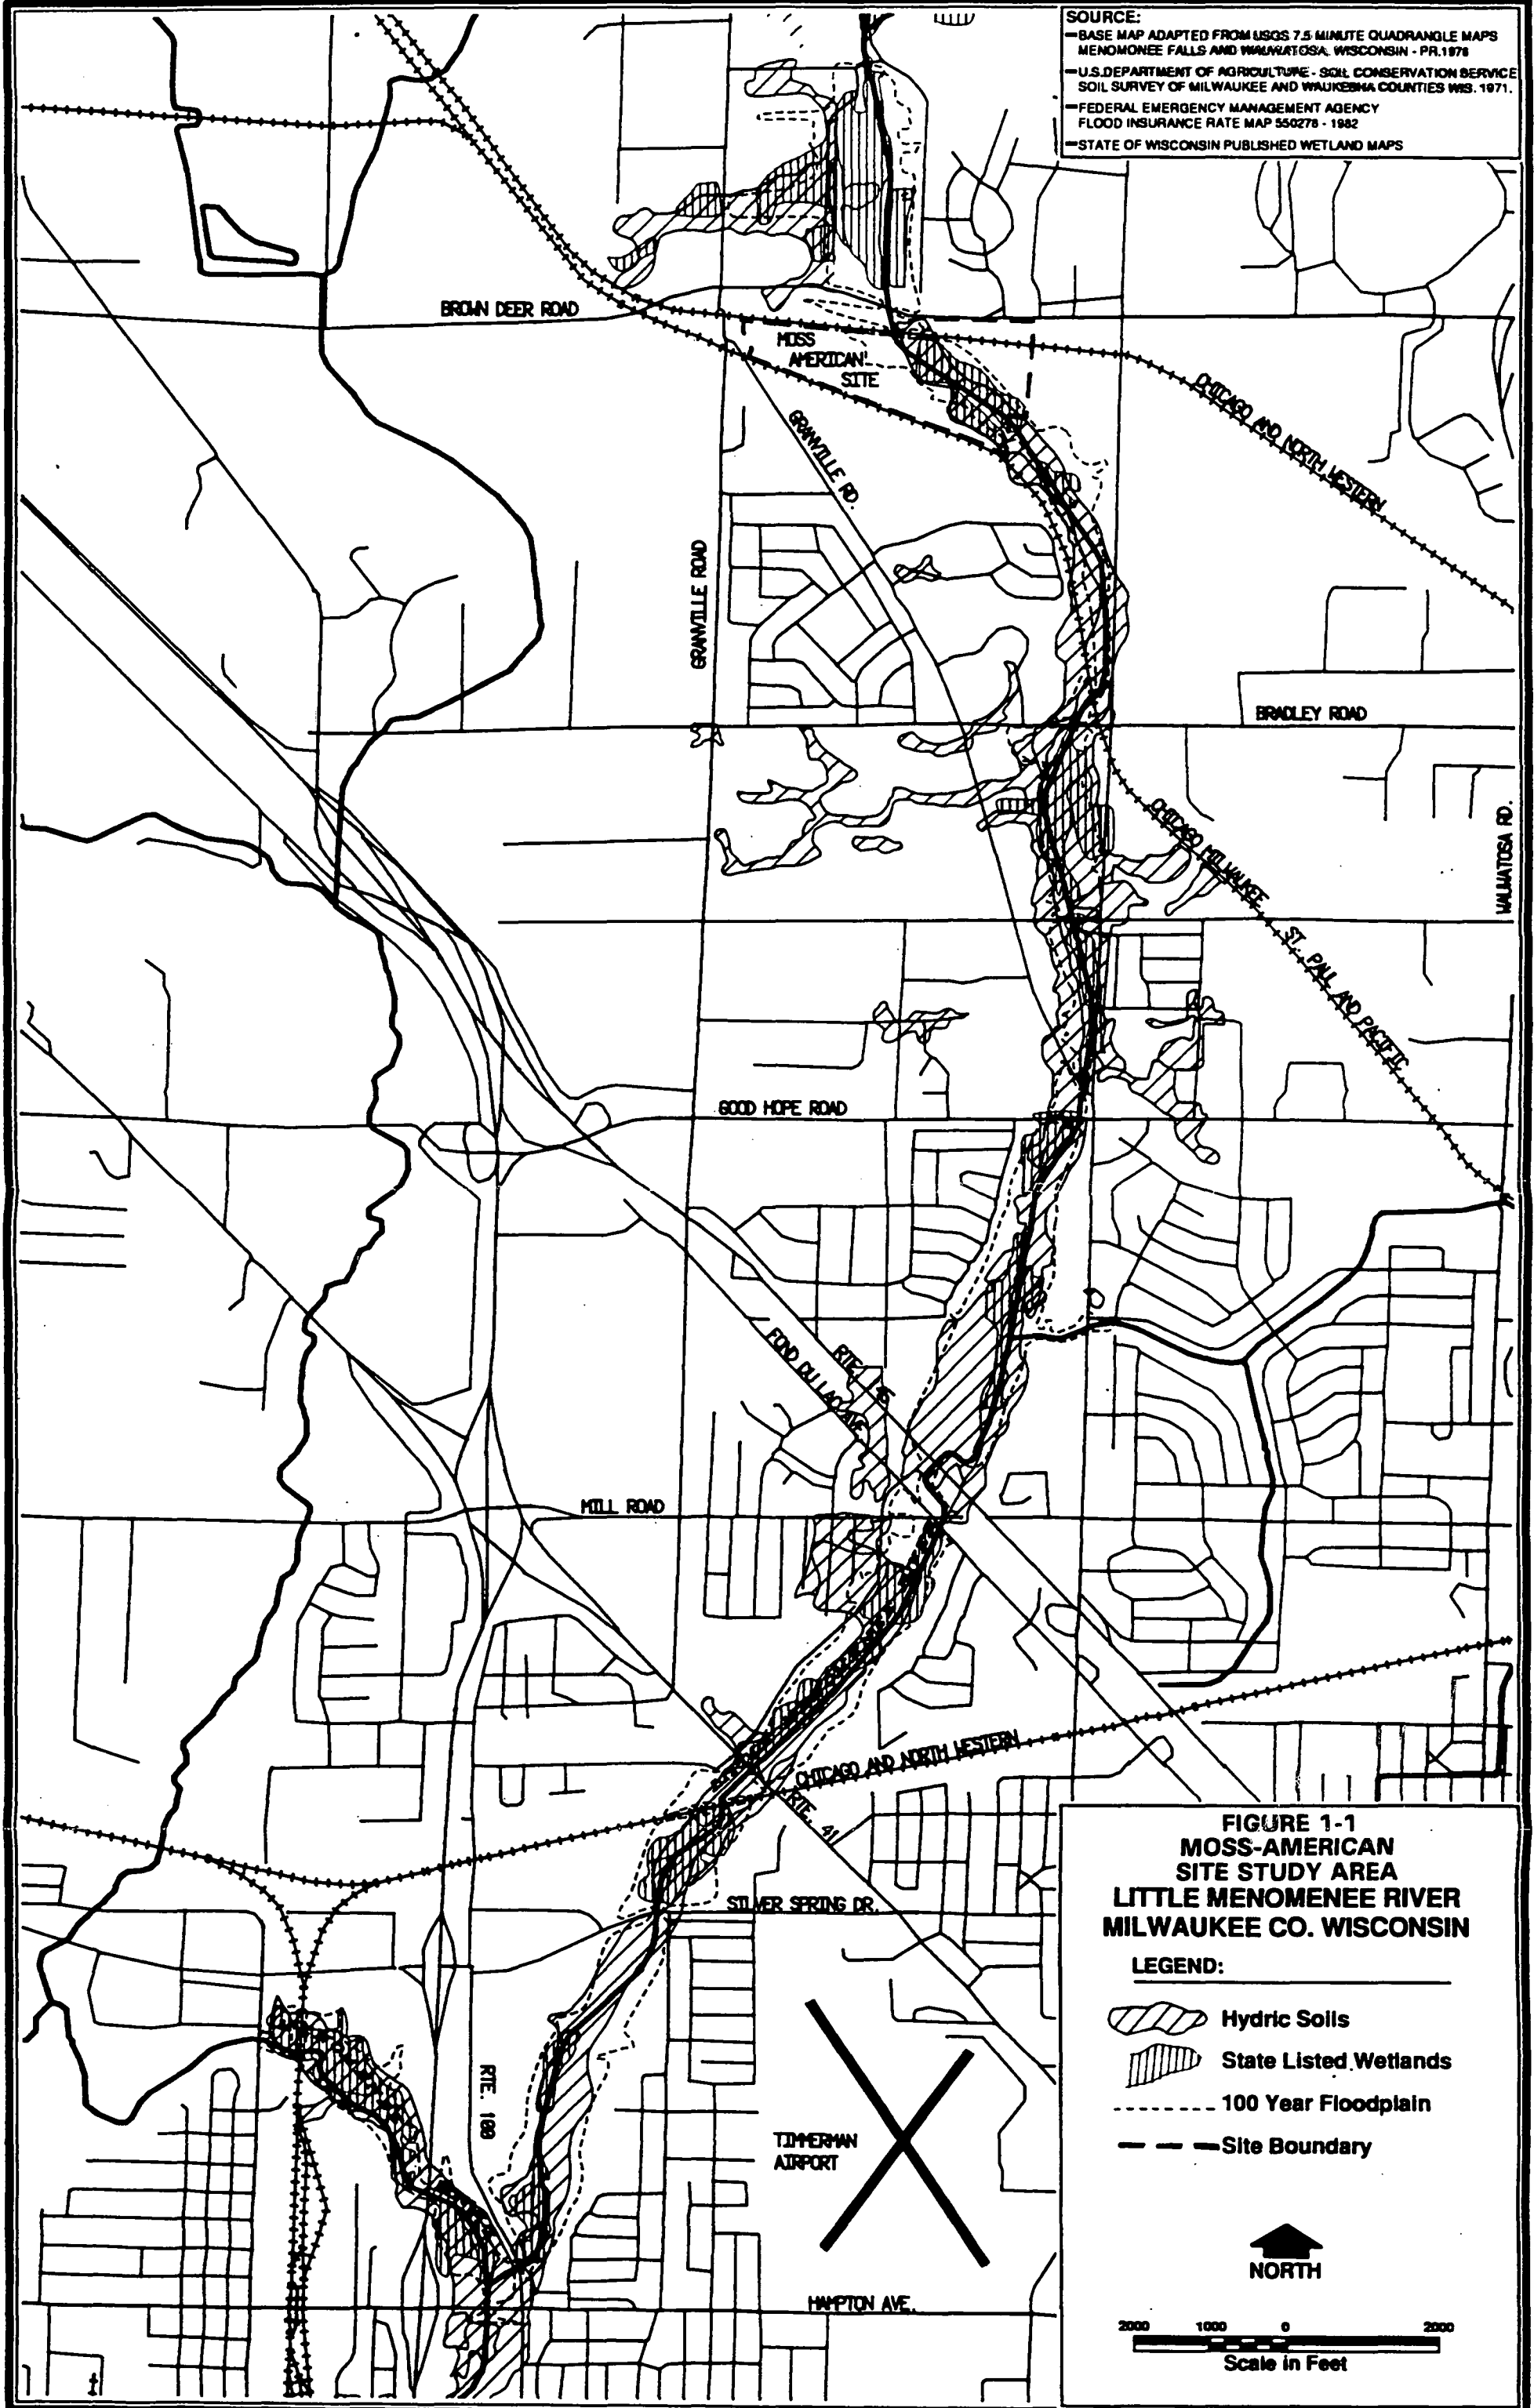 SOURCE:
—BASE MAP ADAPTED FROM USGS 7.5 MINUTE QUADRANGLE MAPS
MENOMONEE FALLS AND WAUWATOSA, WISCONSIN - PR.1976
—U.S.DEPARTMENT OF AGRICULTURE - SOIL CONSERVATION SERVICE
SOIL SURVEY OF MILWAUKEE AND WAUKESHA COUNTIES WIS. 1971.
—FEDERAL EMERGENCY MANAGEMENT AGENCY
FLOOD INSURANCE RATE MAP 550278 - 1982
—STATE OF WISCONSIN PUBLISHED WETLAND MAPS
BROWN DEER ROAD
MOSS
AMERICAN
SITE
CHICAGO AND NORTH WESTERN
GRANVILLE RD.
GRANVILLE ROAD
BRADLEY ROAD
CHICAGO MILWAUKEE ST. PAUL AND PACIFIC
WAUWATOSA RD.
GOOD HOPE ROAD
FOND DU LAC AVE
RTE. 145
MILL ROAD
CHICAGO AND NORTH WESTERN
RTE. 41
SILVER SPRING DR.
RTE. 100
TIMMERMAN
AIRPORT
HAMPTON AVE.
FIGURE 1-1
MOSS-AMERICAN
SITE STUDY AREA
LITTLE MENOMENEE RIVER
MILWAUKEE CO. WISCONSIN
LEGEND:
Hydric Soils
State Listed Wetlands
100 Year Floodplain
Site Boundary
NORTH
2000 1000 0 2000
Scale in Feet